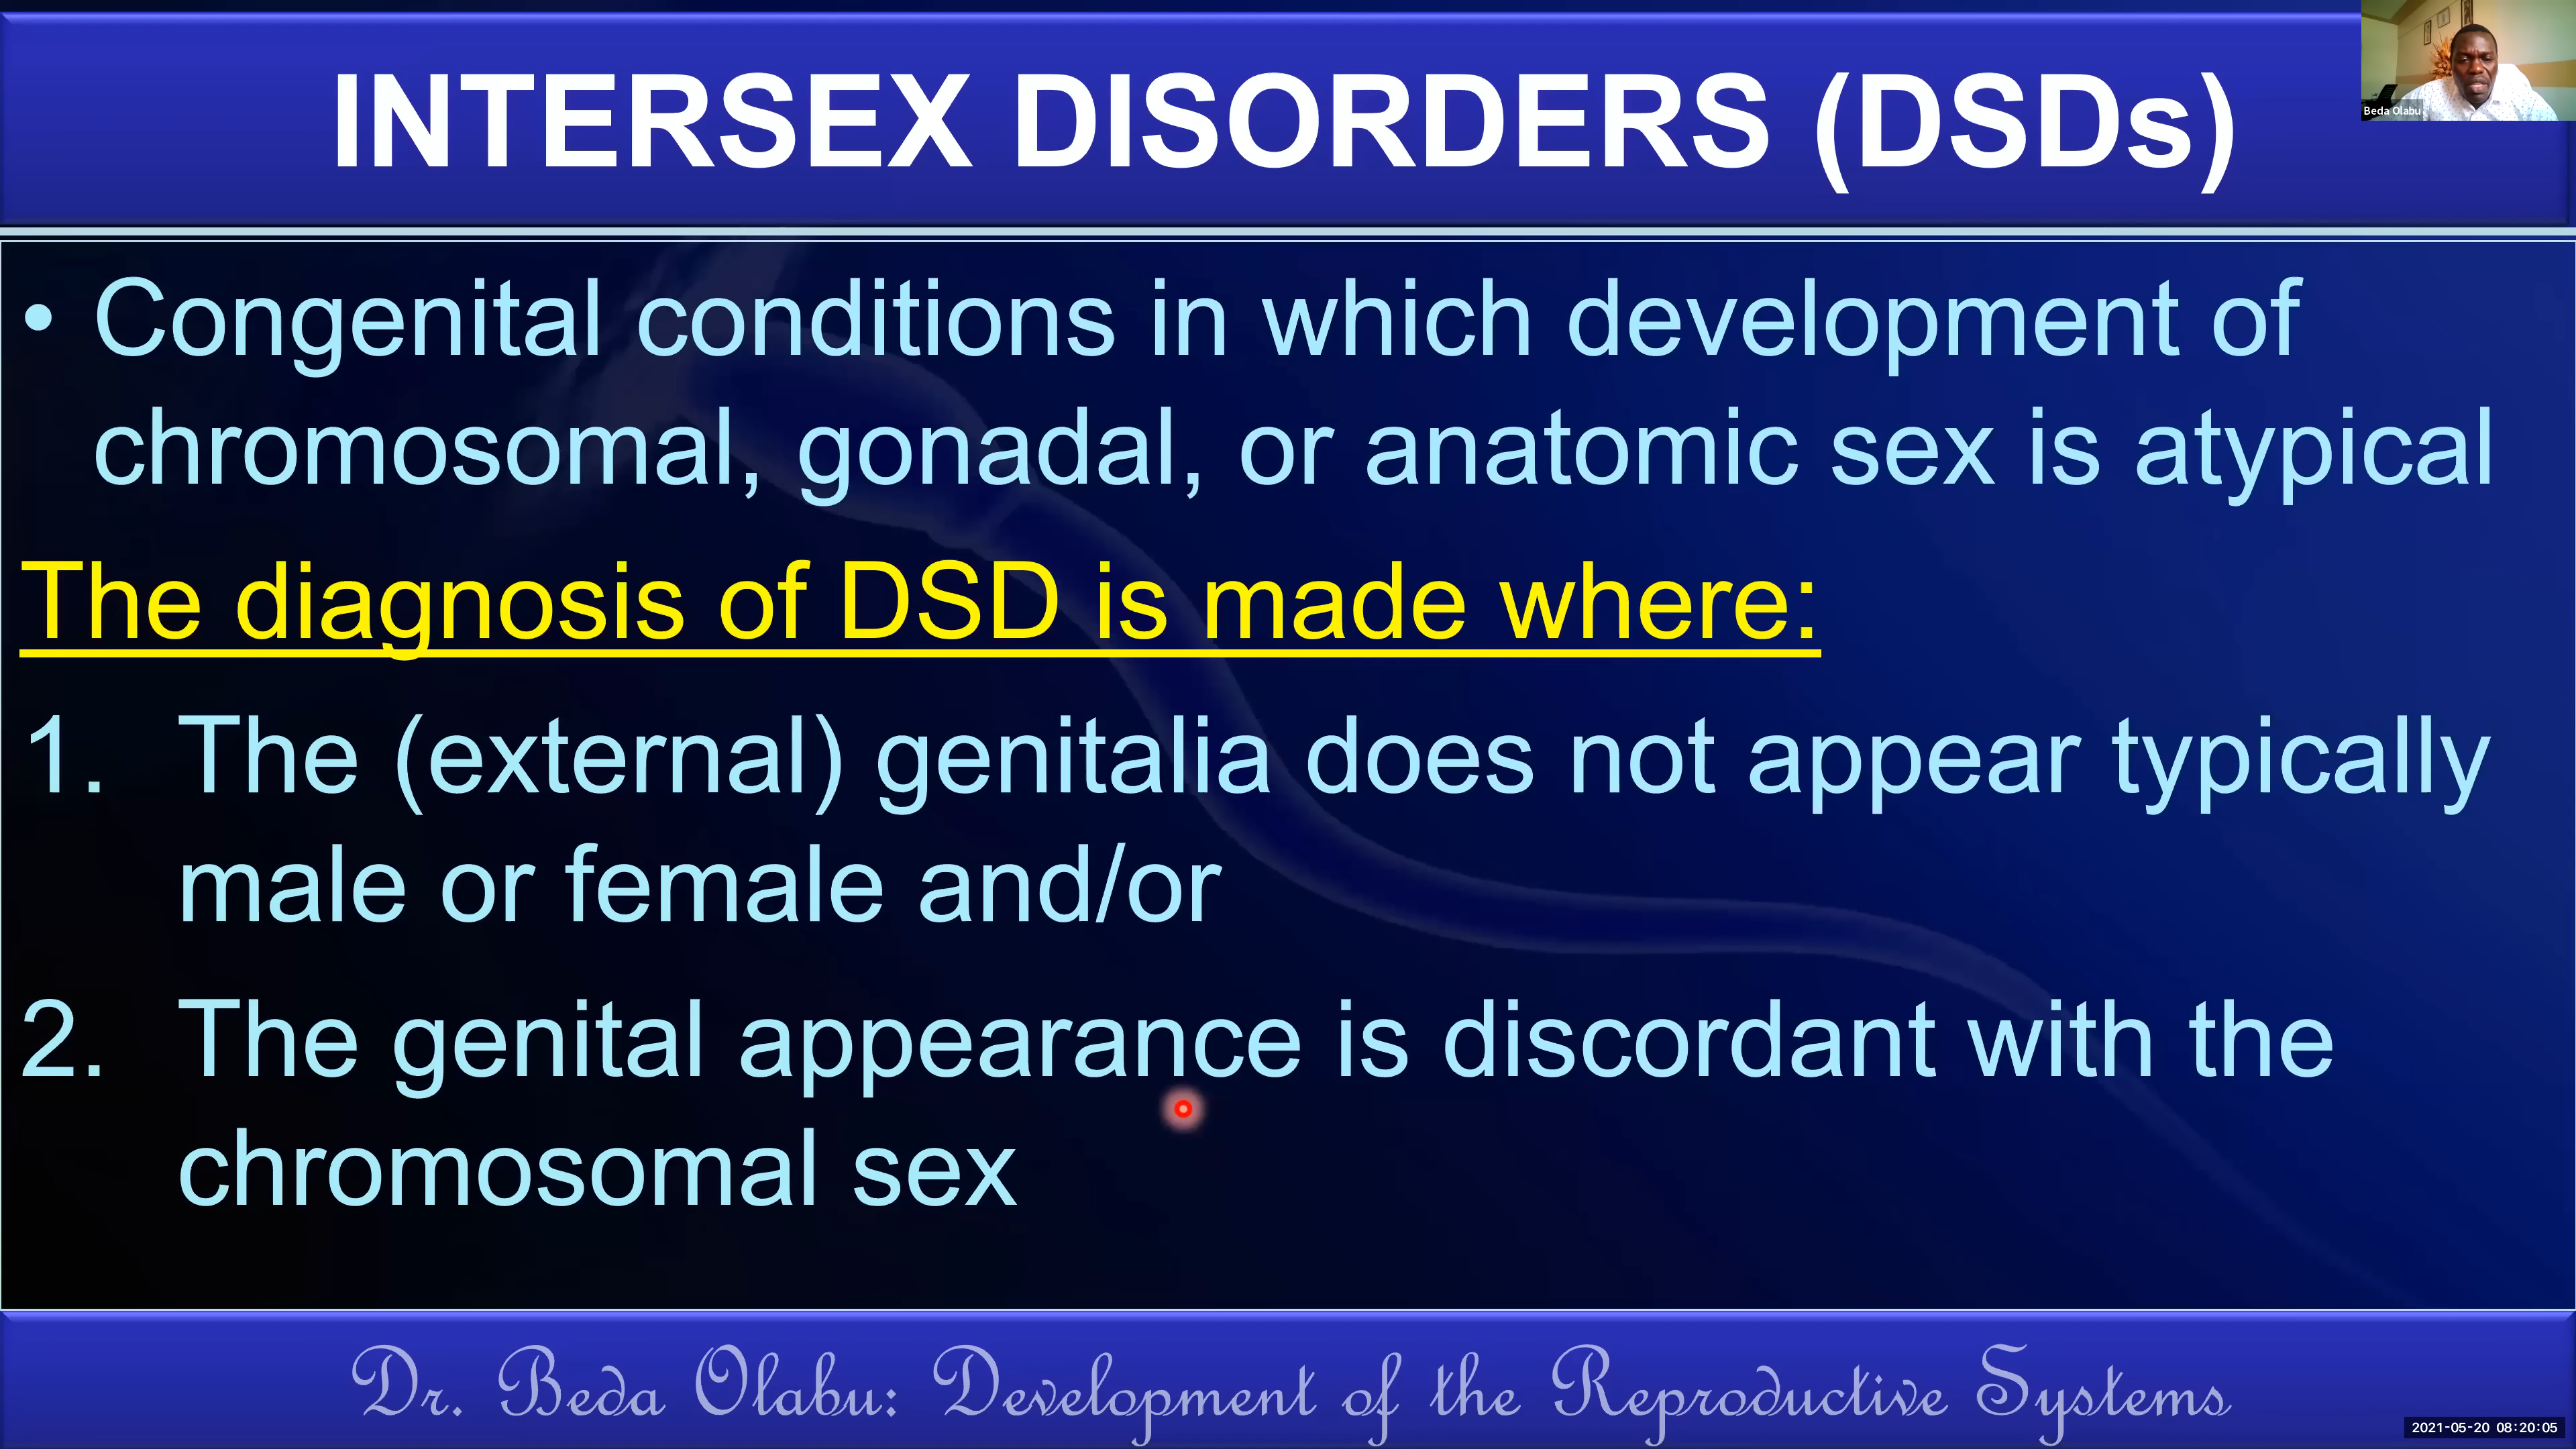 INTERSEX DISORDERS (DSDs)
Beda Olabu
• Congenital conditions in which development of
chromosomal, gonadal, or anatomic sex is atypical
The diagnosis of DSD is made where:
1. The (external) genitalia does not appear typically
male or female and/or
2. The genital appearance is discordant with the
chromosomal sex
Dr. Beda Olabu: Development of the Reproductive Systems
2021-05-20 08:20:05